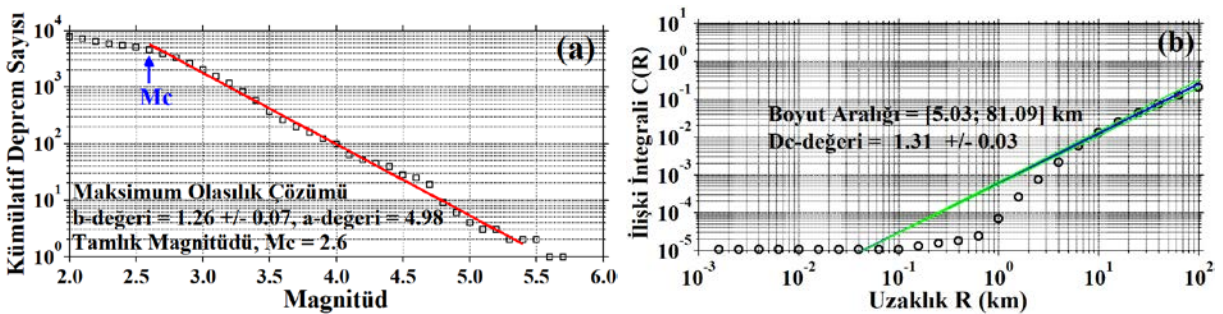 Kümülatif Deprem Sayısı
10^4
10^3
10^2
10^1
10^0
2.0 2.5 3.0 3.5 4.0 4.5 5.0 5.5 6.0
Magnitüd
(a)
Mc
Maksimum Olasılık Çözümü
b-değeri = 1.26 +/- 0.07, a-değeri = 4.98
Tamlık Magnitüdü, Mc = 2.6
İlişki İntegrali C(R)
10^1
10^0
10^-1
10^-2
10^-3
10^-4
10^-5
10^-3 10^-2 10^-1 10^0 10^1 10^2
Uzaklık R (km)
(b)
Boyut Aralığı = [5.03; 81.09] km
Dc-değeri = 1.31 +/- 0.03